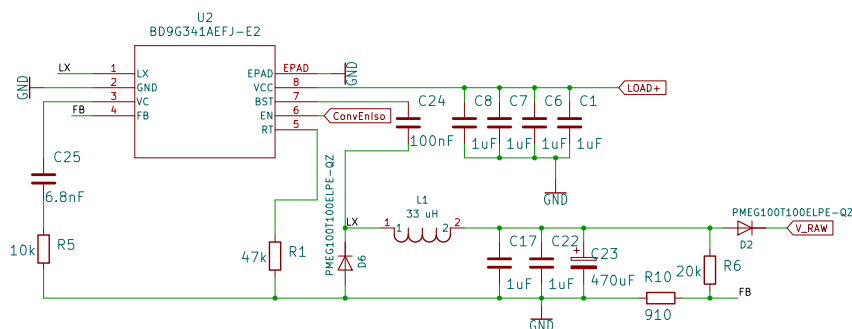 U2
BD9G341AEFJ-E2
LX
1
LX
GND
2
GND
3
VC
FB
4
FB
EPAD
EPAD
GND
VCC
8
LOAD+
BST
7
EN
6
ConvEnIso
RT
5
C24
100nF
C8
1uF
C7
1uF
C6
1uF
C1
1uF
GND
C25
6.8nF
10k
R5
47k
R1
PMEG100T100ELPE-QZ
D6
LX
L1
33 uH
1
1
2
2
C17
1uF
C22
1uF
+
C23
470uF
R10
910
20k
R6
FB
PMEG100T100ELPE-QZ
D2
V_RAW
GND